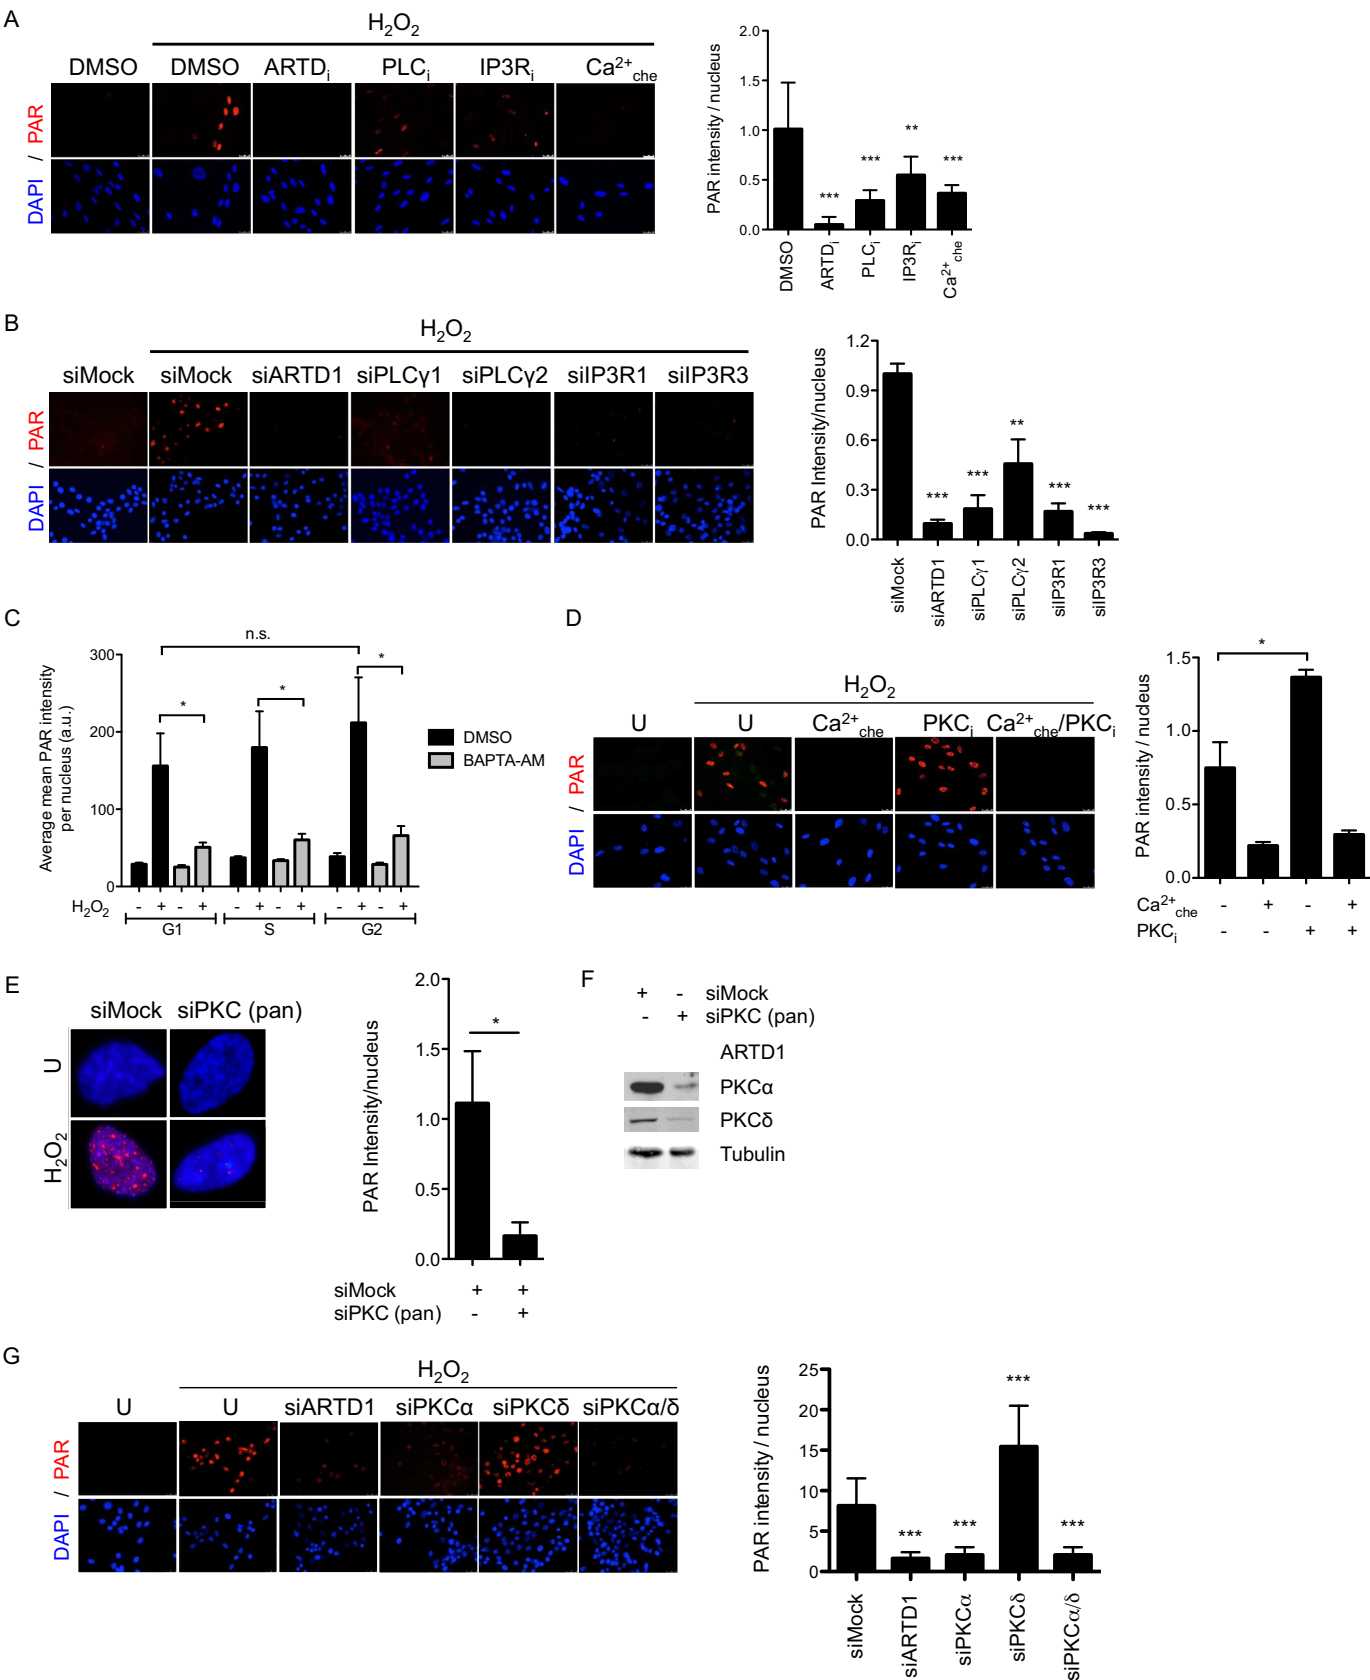 A
H₂O₂
DMSO DMSO ARTDᵢ PLCᵢ IP3Rᵢ Ca²⁺che
DAPI / PAR
PAR intensity / nucleus
2.0
1.5
1.0
0.5
0.0
*** *** ** ***
DMSO ARTDᵢ PLCᵢ IP3Rᵢ Ca²⁺che
B
H₂O₂
siMock siMock siARTD1 siPLCγ1 siPLCγ2 siIP3R1 siIP3R3
DAPI / PAR
PAR Intensity/nucleus
1.2
0.9
0.6
0.3
0.0
*** *** ** *** ***
siMock siARTD1 siPLCγ1 siPLCγ2 siIP3R1 siIP3R3
C
Average mean PAR intensity
per nucleus (a.u.)
300
200
100
0
n.s.
* * *
DMSO
BAPTA-AM
H₂O₂ - + - + - + - + - + - +
G1 S G2
D
H₂O₂
U U Ca²⁺che PKCᵢ Ca²⁺che/PKCᵢ
DAPI / PAR
PAR intensity / nucleus
1.5
1.0
0.5
0.0
*
Ca²⁺che - + - +
PKCᵢ - - + +
E
siMock siPKC (pan)
U
H₂O₂
PAR Intensity/nucleus
2.0
1.5
1.0
0.5
0.0
*
siMock + +
siPKC (pan) - +
F
+ - siMock
- + siPKC (pan)
ARTD1
PKCα
PKCδ
Tubulin
G
H₂O₂
U U siARTD1 siPKCα siPKCδ siPKCα/δ
DAPI / PAR
PAR intensity / nucleus
25
20
15
10
5
0
*** *** *** ***
siMock siARTD1 siPKCα siPKCδ siPKCα/δ